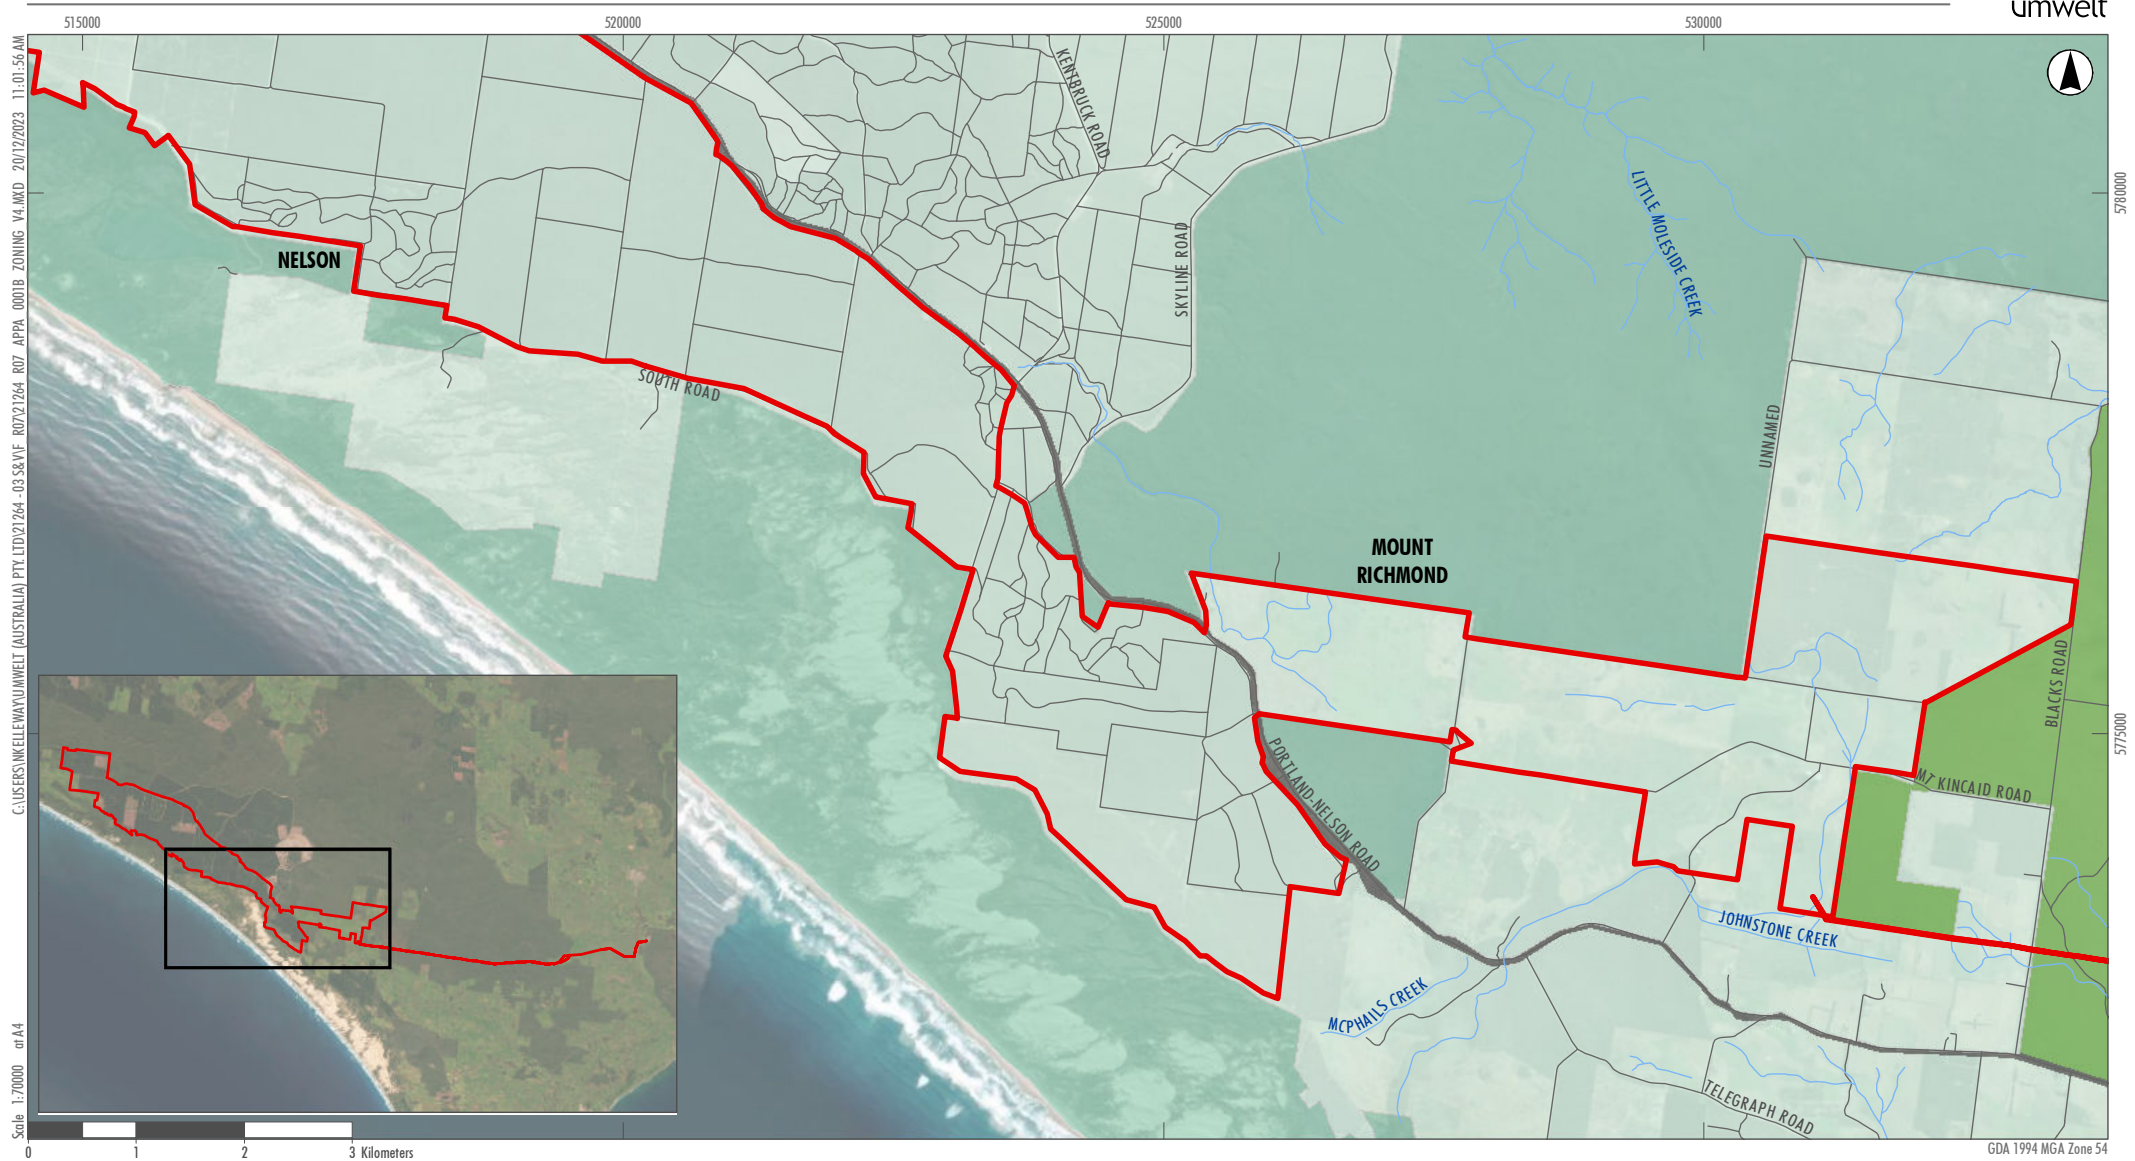 umwelt
515000
520000
525000
530000
5780000
5775000
C:\USERS\NKELLEWAY\UMWELT (AUSTRALIA) PTY. LTD\21264 - 03 S&V\F R07\21264 R07 APPA 0001B ZONING V4.MXD 20/12/2023 11:01:56 AM
KENTBRUCK ROAD
SKYLINE ROAD
LITTLE MOLESIDE CREEK
NELSON
SOUTH ROAD
UNNAMED
MOUNT
RICHMOND
BLACKS ROAD
PORTLAND-NELSON ROAD
MT KINCAID ROAD
JOHNSTONE CREEK
MCPHAILS CREEK
TELEGRAPH ROAD
Scale 1:70000 at A4
0 1 2 3 Kilometers
GDA 1994 MGA Zone 54